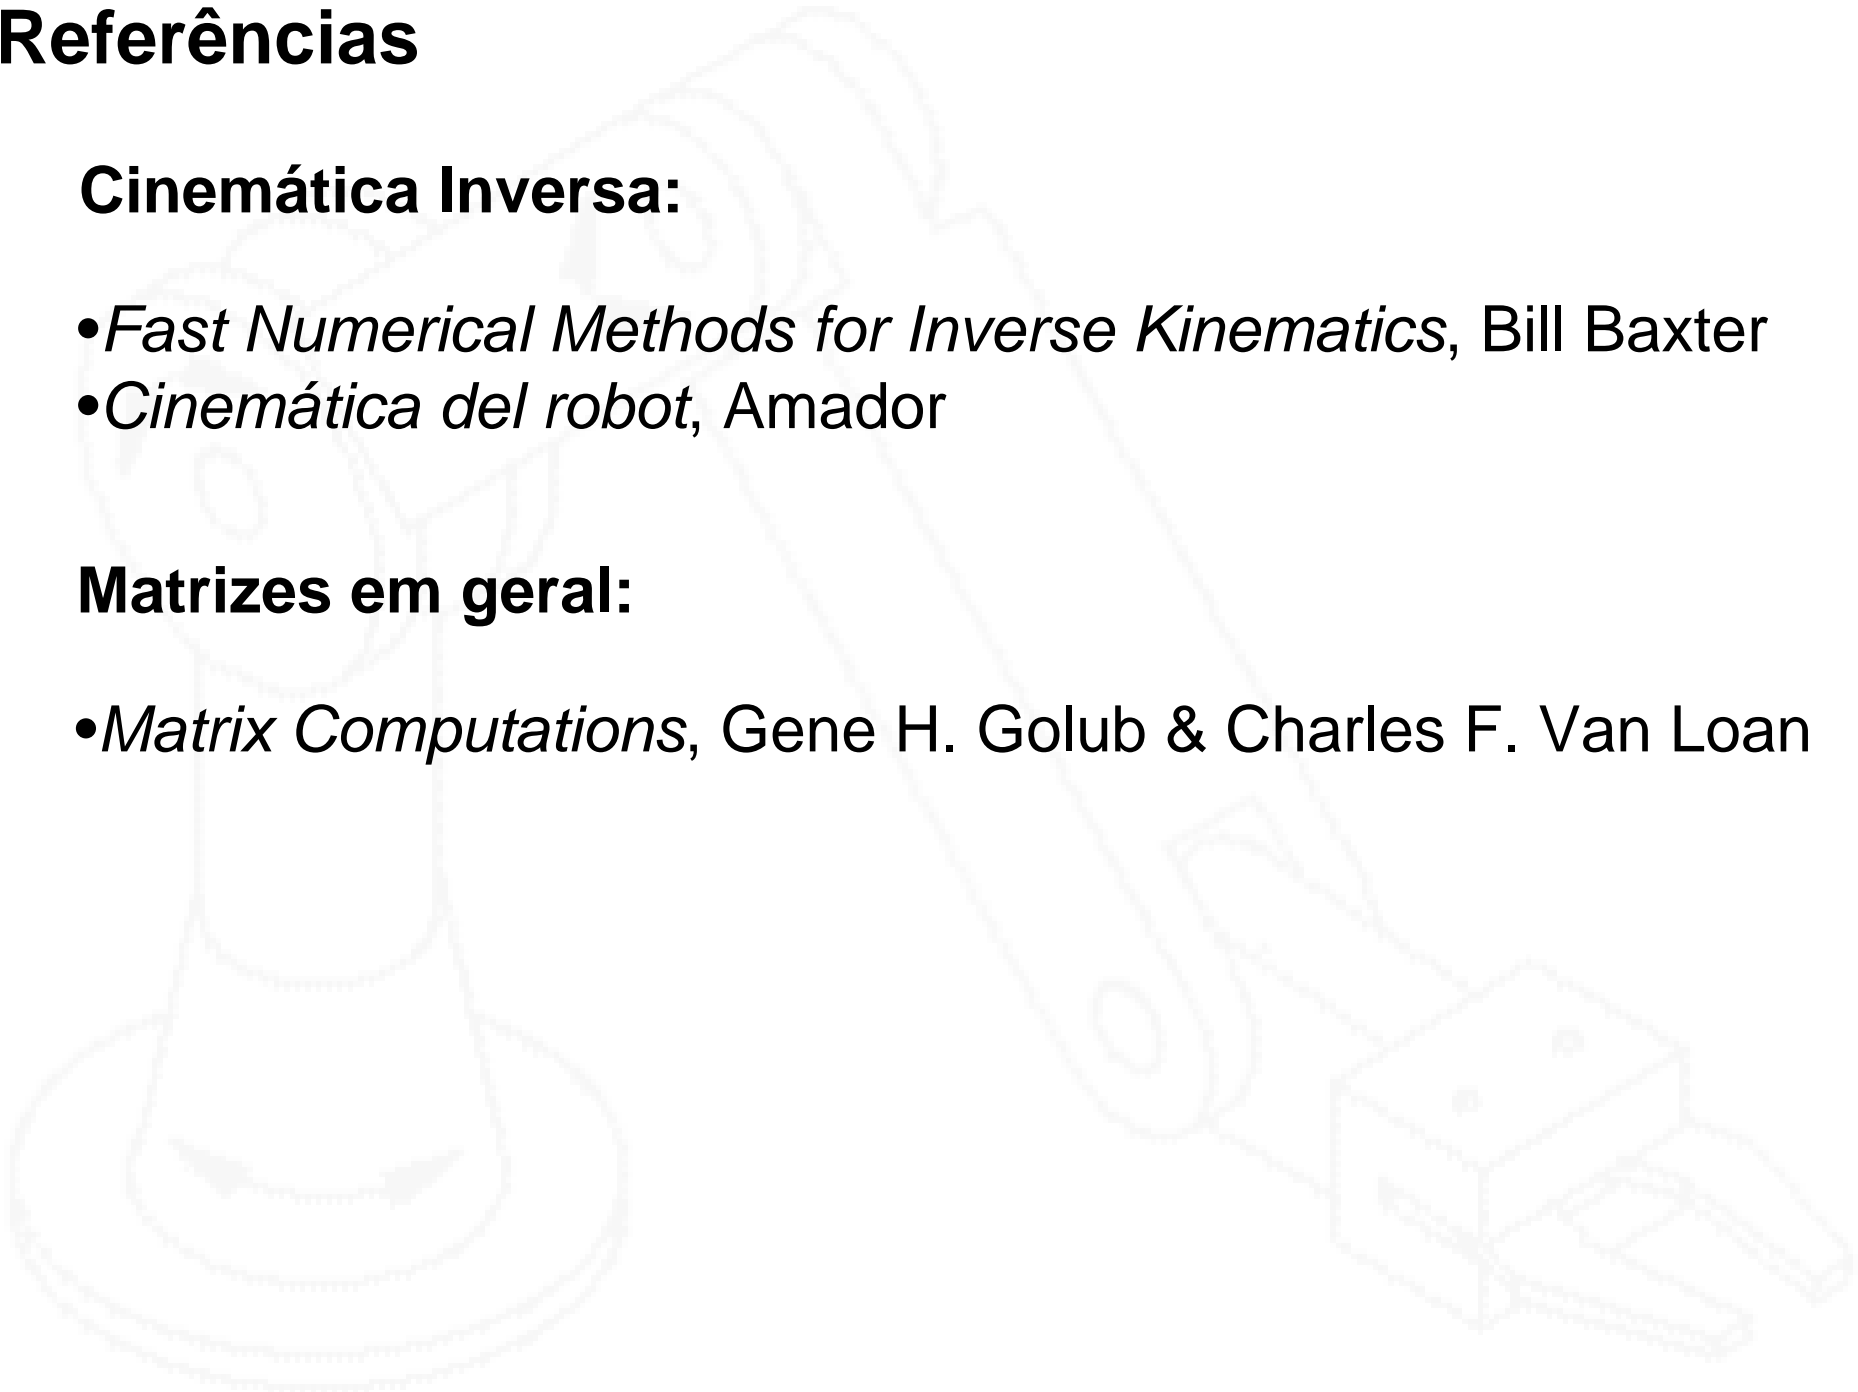 Referências
Cinemática Inversa:
•Fast Numerical Methods for Inverse Kinematics, Bill Baxter
•Cinemática del robot, Amador
Matrizes em geral:
•Matrix Computations, Gene H. Golub & Charles F. Van Loan